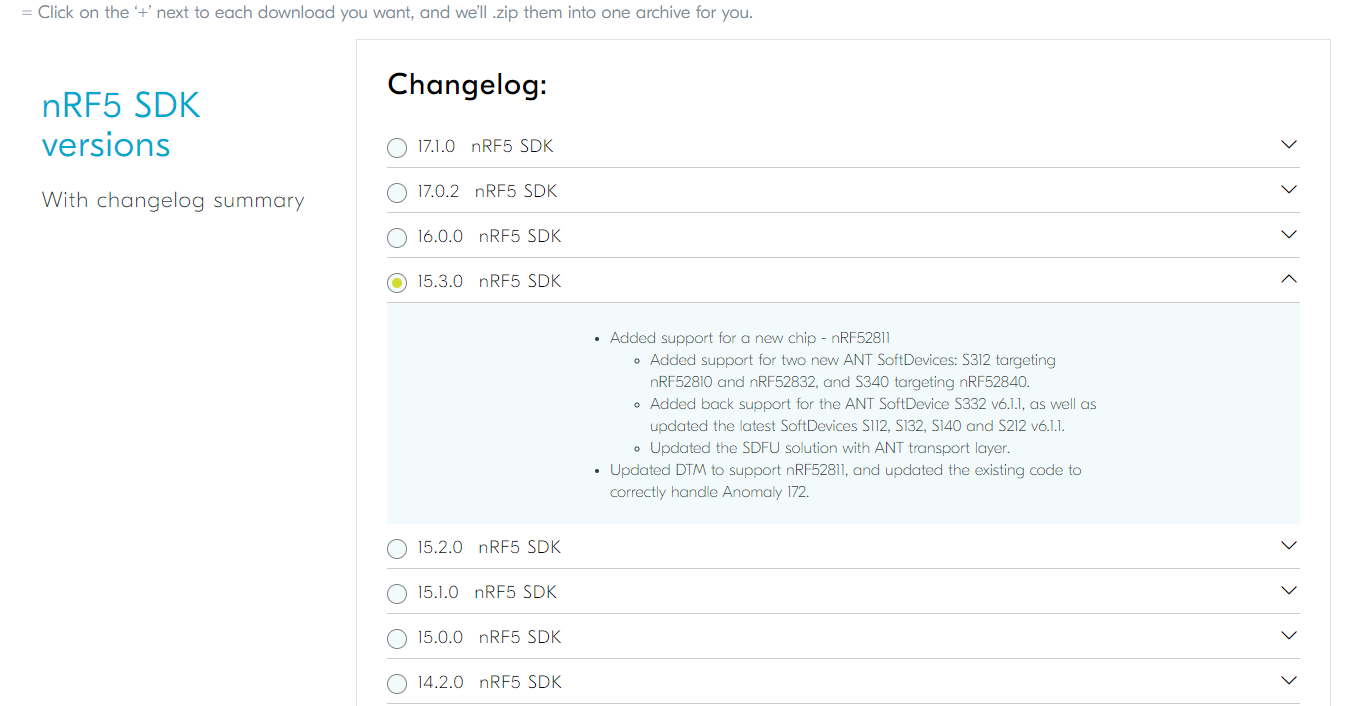 = Click on the ‘+’ next to each download you want, and we’ll .zip them into one archive for you.
nRF5 SDK
versions
With changelog summary
Changelog:
17.1.0 nRF5 SDK
17.0.2 nRF5 SDK
16.0.0 nRF5 SDK
15.3.0 nRF5 SDK
• Added support for a new chip - nRF52811
◦ Added support for two new ANT SoftDevices: S312 targeting
nRF52810 and nRF52832, and S340 targeting nRF52840.
◦ Added back support for the ANT SoftDevice S332 v6.1.1, as well as
updated the latest SoftDevices S112, S132, S140 and S212 v6.1.1.
◦ Updated the SDFU solution with ANT transport layer.
• Updated DTM to support nRF52811, and updated the existing code to
correctly handle Anomaly 172.
15.2.0 nRF5 SDK
15.1.0 nRF5 SDK
15.0.0 nRF5 SDK
14.2.0 nRF5 SDK